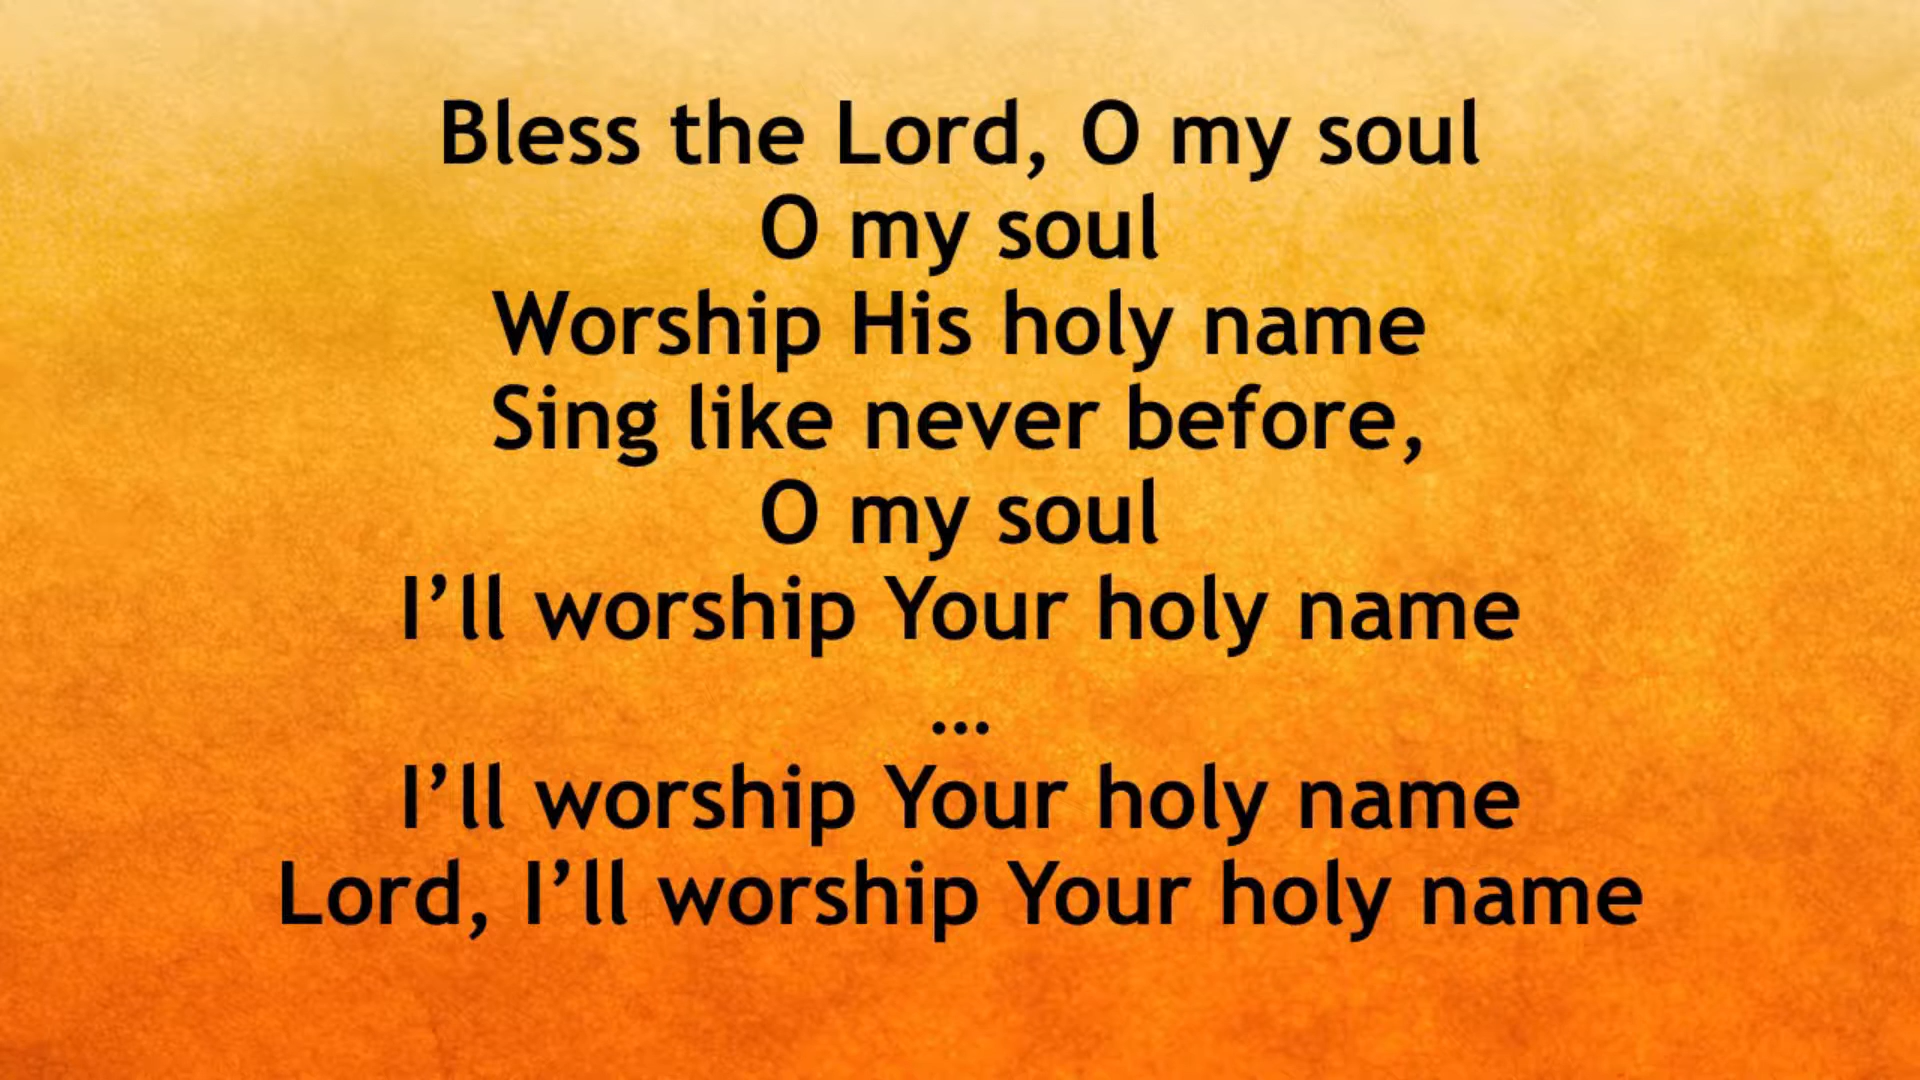 Bless the Lord, O my soul
O my soul
Worship His holy name
Sing like never before,
O my soul
I’ll worship Your holy name
...
I’ll worship Your holy name
Lord, I’ll worship Your holy name